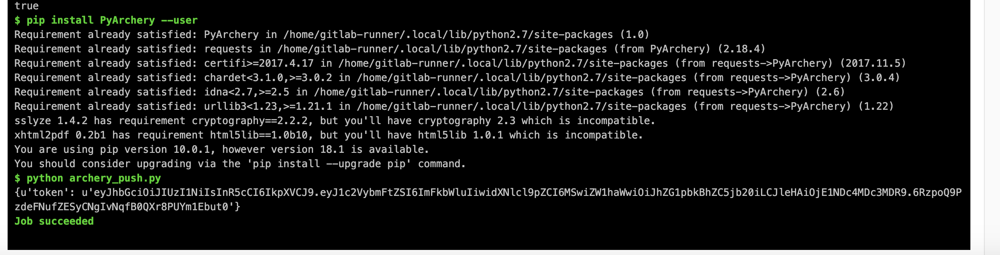 true
$ pip install PyArchery --user
Requirement already satisfied: PyArchery in /home/gitlab-runner/.local/lib/python2.7/site-packages (1.0)
Requirement already satisfied: requests in /home/gitlab-runner/.local/lib/python2.7/site-packages (from PyArchery) (2.18.4)
Requirement already satisfied: certifi>=2017.4.17 in /home/gitlab-runner/.local/lib/python2.7/site-packages (from requests->PyArchery) (2017.11.5)
Requirement already satisfied: chardet<3.1.0,>=3.0.2 in /home/gitlab-runner/.local/lib/python2.7/site-packages (from requests->PyArchery) (3.0.4)
Requirement already satisfied: idna<2.7,>=2.5 in /home/gitlab-runner/.local/lib/python2.7/site-packages (from requests->PyArchery) (2.6)
Requirement already satisfied: urllib3<1.23,>=1.21.1 in /home/gitlab-runner/.local/lib/python2.7/site-packages (from requests->PyArchery) (1.22)
sslyze 1.4.2 has requirement cryptography==2.2.2, but you'll have cryptography 2.3 which is incompatible.
xhtml2pdf 0.2b1 has requirement html5lib==1.0b10, but you'll have html5lib 1.0.1 which is incompatible.
You are using pip version 10.0.1, however version 18.1 is available.
You should consider upgrading via the 'pip install --upgrade pip' command.
$ python archery_push.py
{u'token': u'eyJhbGciOiJIUzI1NiIsInR5cCI6IkpXVCJ9.eyJ1c2VybmFtZSI6ImFkbWluIiwidXNlcl9pZCI6MSwiZW1haWwiOiJhZG1pbkBhZC5jb20iLCJleHAiOjE1NDc4MDc3MDR9.6RzpoQ9P
zdeFNufZESyCNgIvNqfB0QXr8PUYm1Ebut0'}
Job succeeded